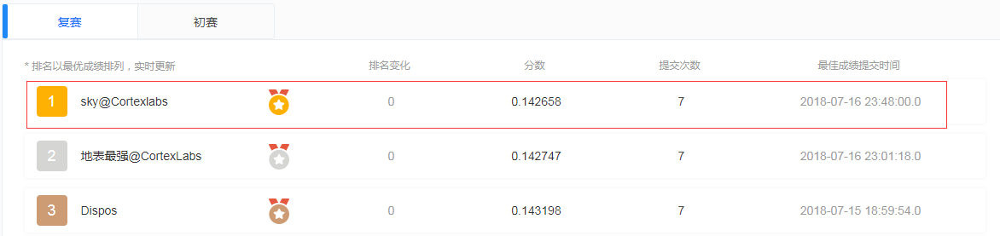 复赛 初赛
* 排名以最优成绩排列，实时更新 排名变化 分数 提交次数 最佳成绩提交时间
1 sky@Cortexlabs 0 0.142658 7 2018-07-16 23:48:00.0
2 地表最强@CortexLabs 0 0.142747 7 2018-07-16 23:01:18.0
3 Dispos 0 0.143198 7 2018-07-15 18:59:54.0